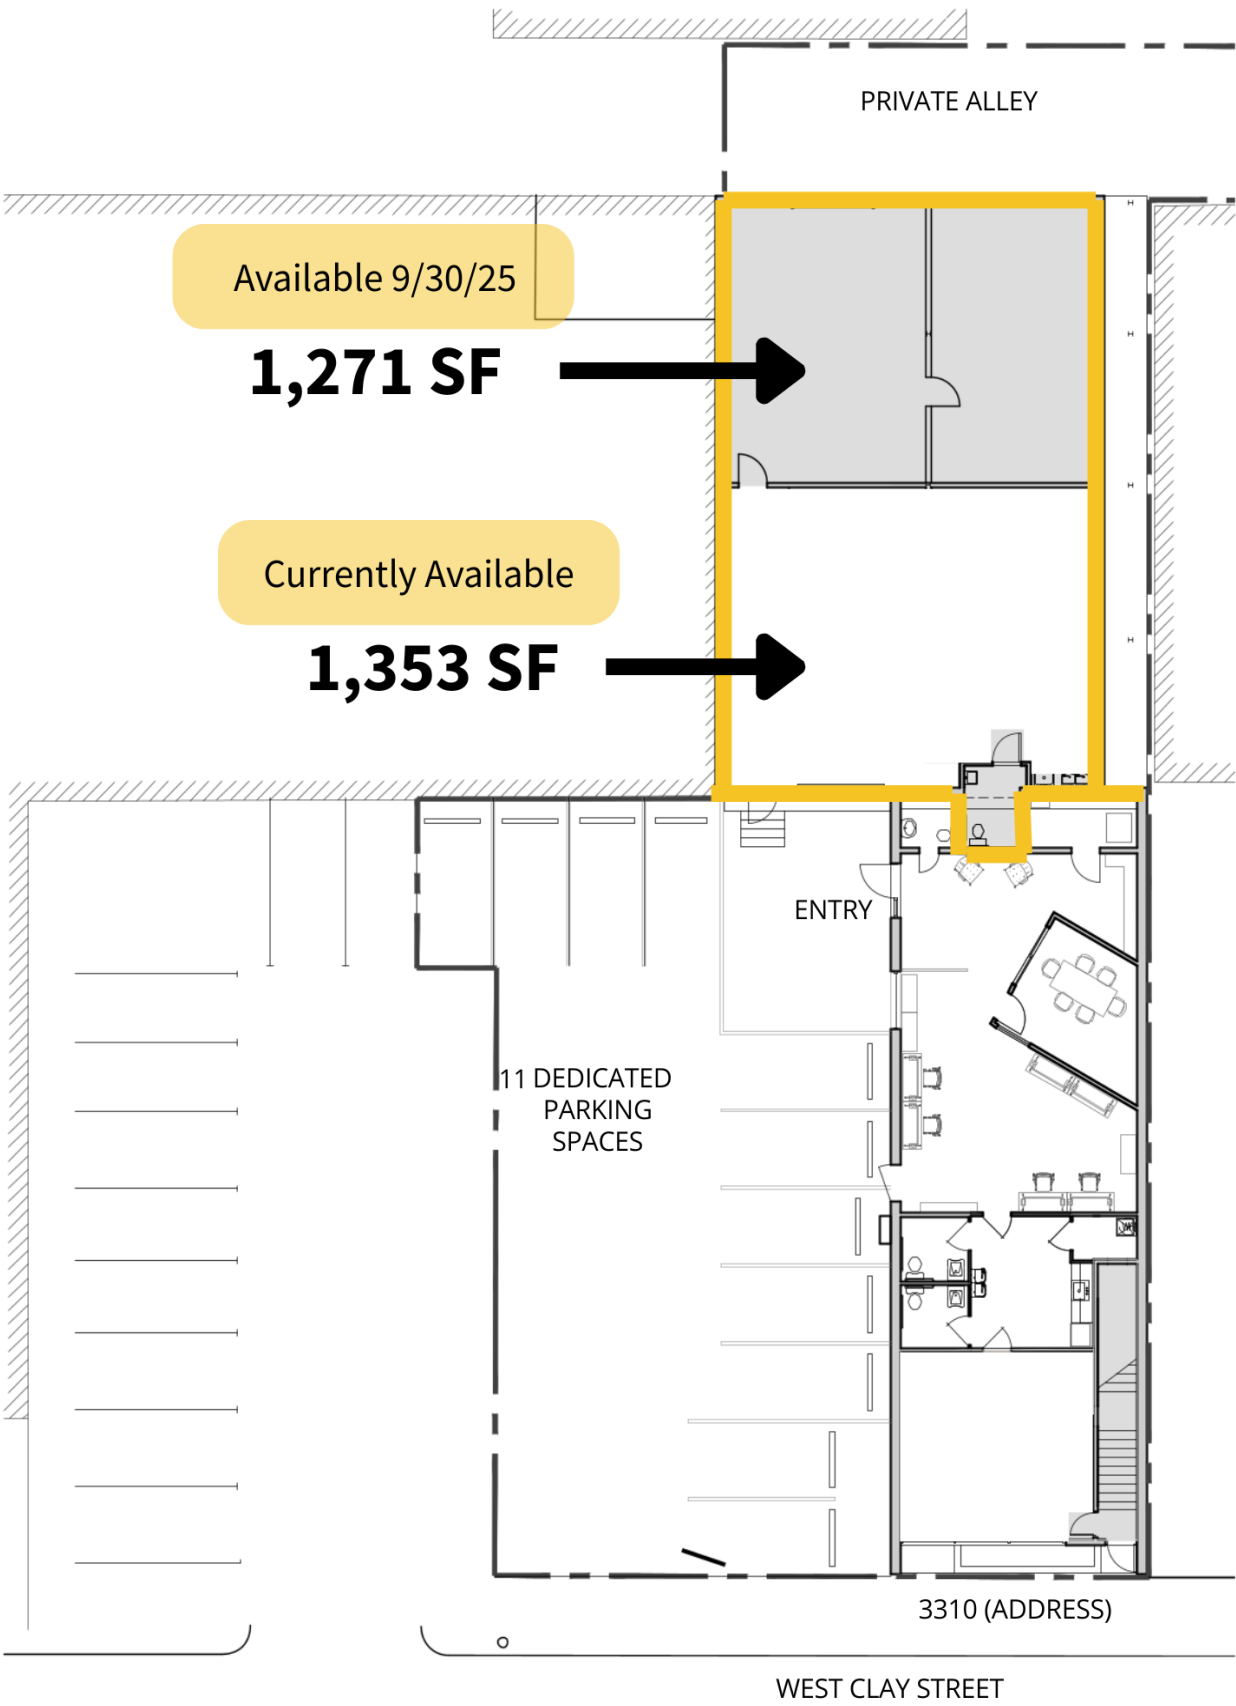 PRIVATE ALLEY
Available 9/30/25
1,271 SF
Currently Available
1,353 SF
ENTRY
11 DEDICATED
PARKING
SPACES
3310 (ADDRESS)
WEST CLAY STREET